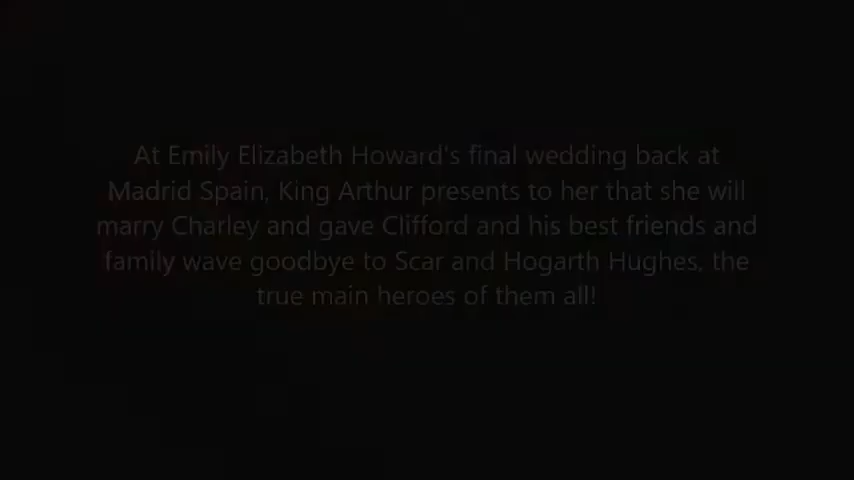 At Emily Elizabeth Howard's final wedding back at
Madrid Spain, King Arthur presents to her that she will
marry Charley and gave Clifford and his best friends and
family wave goodbye to Scar and Hogarth Hughes, the
true main heroes of them all!